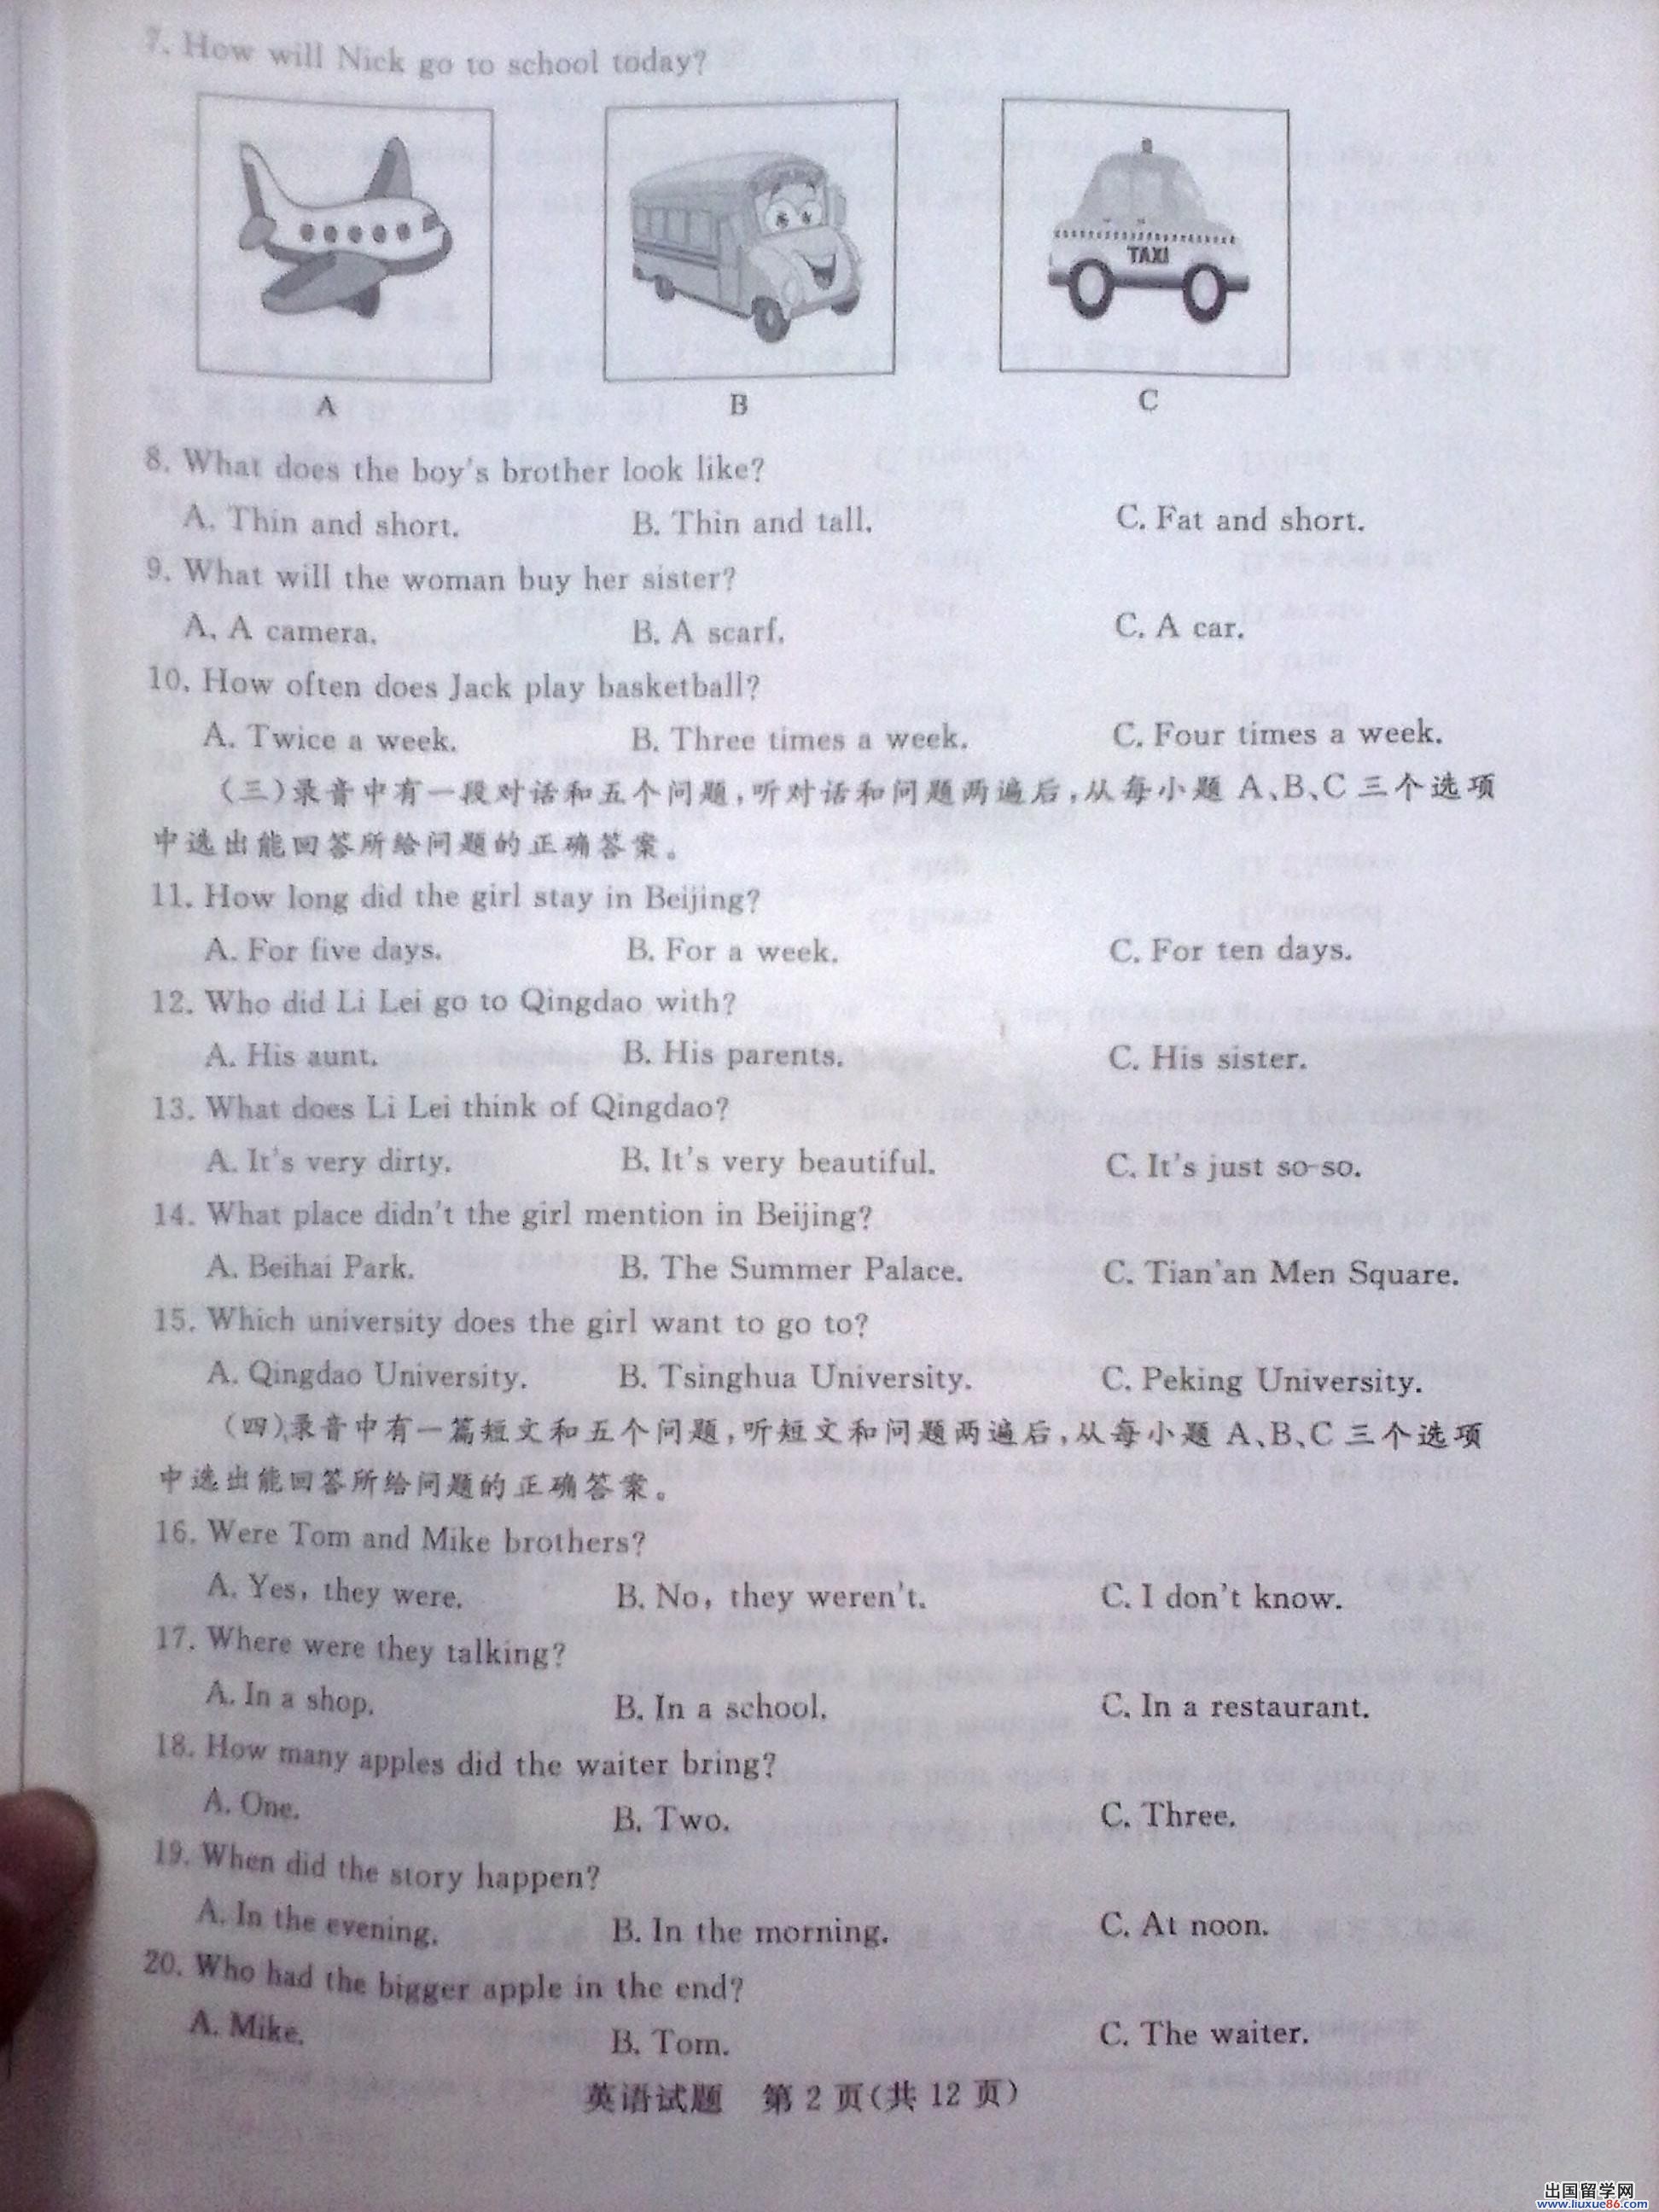 7. How will Nick go to school today?
TAXI
A B C
8. What does the boy's brother look like?
A. Thin and short. B. Thin and tall. C. Fat and short.
9. What will the woman buy her sister?
A. A camera. B. A scarf. C. A car.
10. How often does Jack play basketball?
A. Twice a week. B. Three times a week. C. Four times a week.
(三)录音中有一段对话和五个问题,听对话和问题两遍后,从每小题 A、B、C 三个选项
中选出能回答所给问题的正确答案。
11. How long did the girl stay in Beijing?
A. For five days. B. For a week. C. For ten days.
12. Who did Li Lei go to Qingdao with?
A. His aunt. B. His parents. C. His sister.
13. What does Li Lei think of Qingdao?
A. It's very dirty. B. It's very beautiful. C. It's just so-so.
14. What place didn't the girl mention in Beijing?
A. Beihai Park. B. The Summer Palace. C. Tian'an Men Square.
15. Which university does the girl want to go to?
A. Qingdao University. B. Tsinghua University. C. Peking University.
(四)录音中有一篇短文和五个问题,听短文和问题两遍后,从每小题 A、B、C 三个选项
中选出能回答所给问题的正确答案。
16. Were Tom and Mike brothers?
A. Yes, they were. B. No, they weren't. C. I don't know.
17. Where were they talking?
A. In a shop. B. In a school. C. In a restaurant.
18. How many apples did the waiter bring?
A. One. B. Two. C. Three.
19. When did the story happen?
A. In the evening. B. In the morning. C. At noon.
20. Who had the bigger apple in the end?
A. Mike. B. Tom. C. The waiter.
英语试题 第 2 页(共 12 页)
出国留学网
www.liuxue86.com